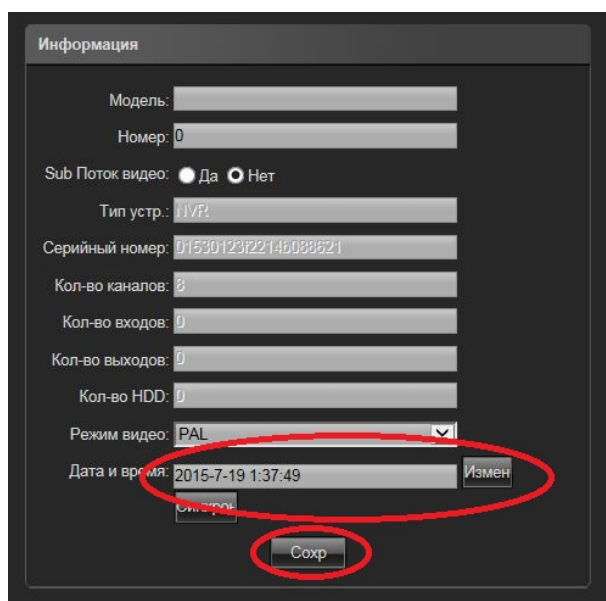 Информация
Модель:
Номер: 0
Sub Поток видео: Да Нет
Тип устр.: NVR
Серийный номер:
Кол-во каналов: 8
Кол-во входов: 0
Кол-во выходов: 0
Кол-во HDD: 0
Режим видео: PAL
Дата и время: 2015-7-19 1:37:49 Измен
Синхрон
Сохр